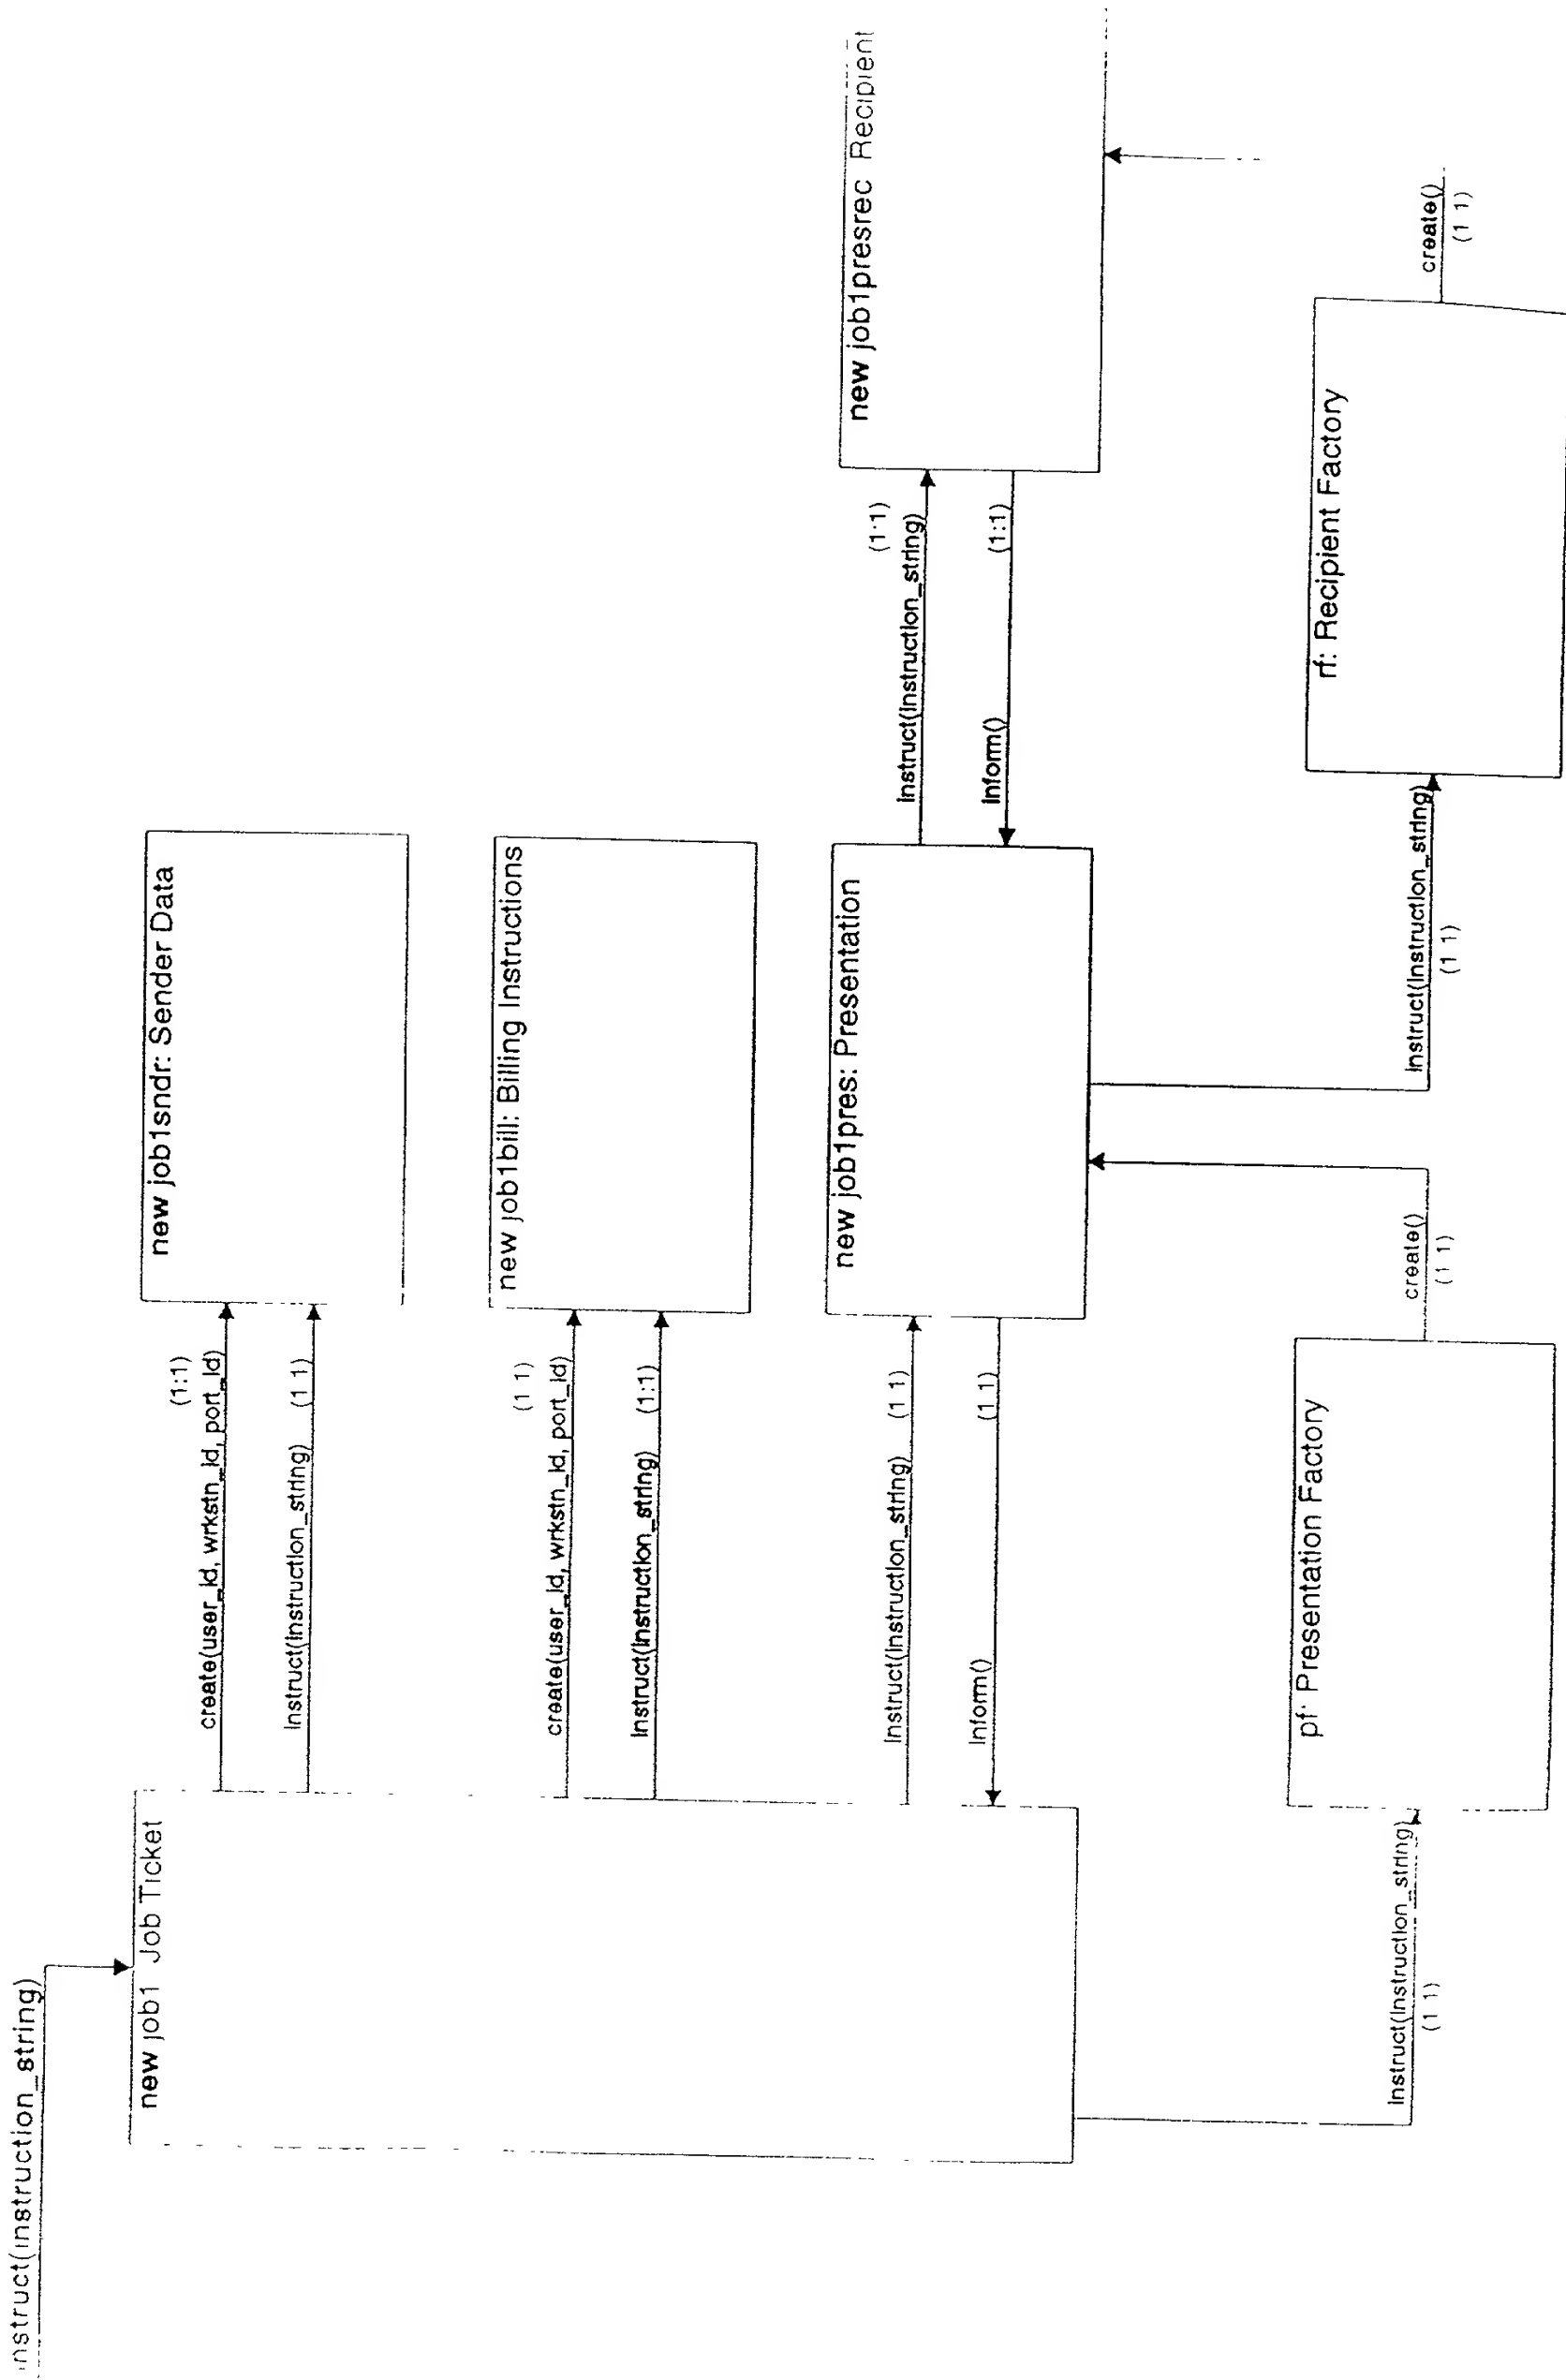 instruct(instruction_string)
new job1 Job Ticket
create(user_id, wrkstn_id, port_id)
(1:1)
Instruct(Instruction_string) (1 1)
new job1sndr: Sender Data
create(user_id, wrkstn_id, port_id)
(1 1)
Instruct(Instruction_string) (1:1)
new job1bill: Billing Instructions
Instruct(Instruction_string) (1 1)
Inform() (1 1)
new job1pres: Presentation
Instruct(Instruction_string)
(1:1)
Inform() (1:1)
new job1presrec Recipient
Instruct(Instruction_string)
(1 1)
pf: Presentation Factory
create()
(1 1)
Instruct(Instruction_string)
(1 1)
rf: Recipient Factory
create()
(1 1)